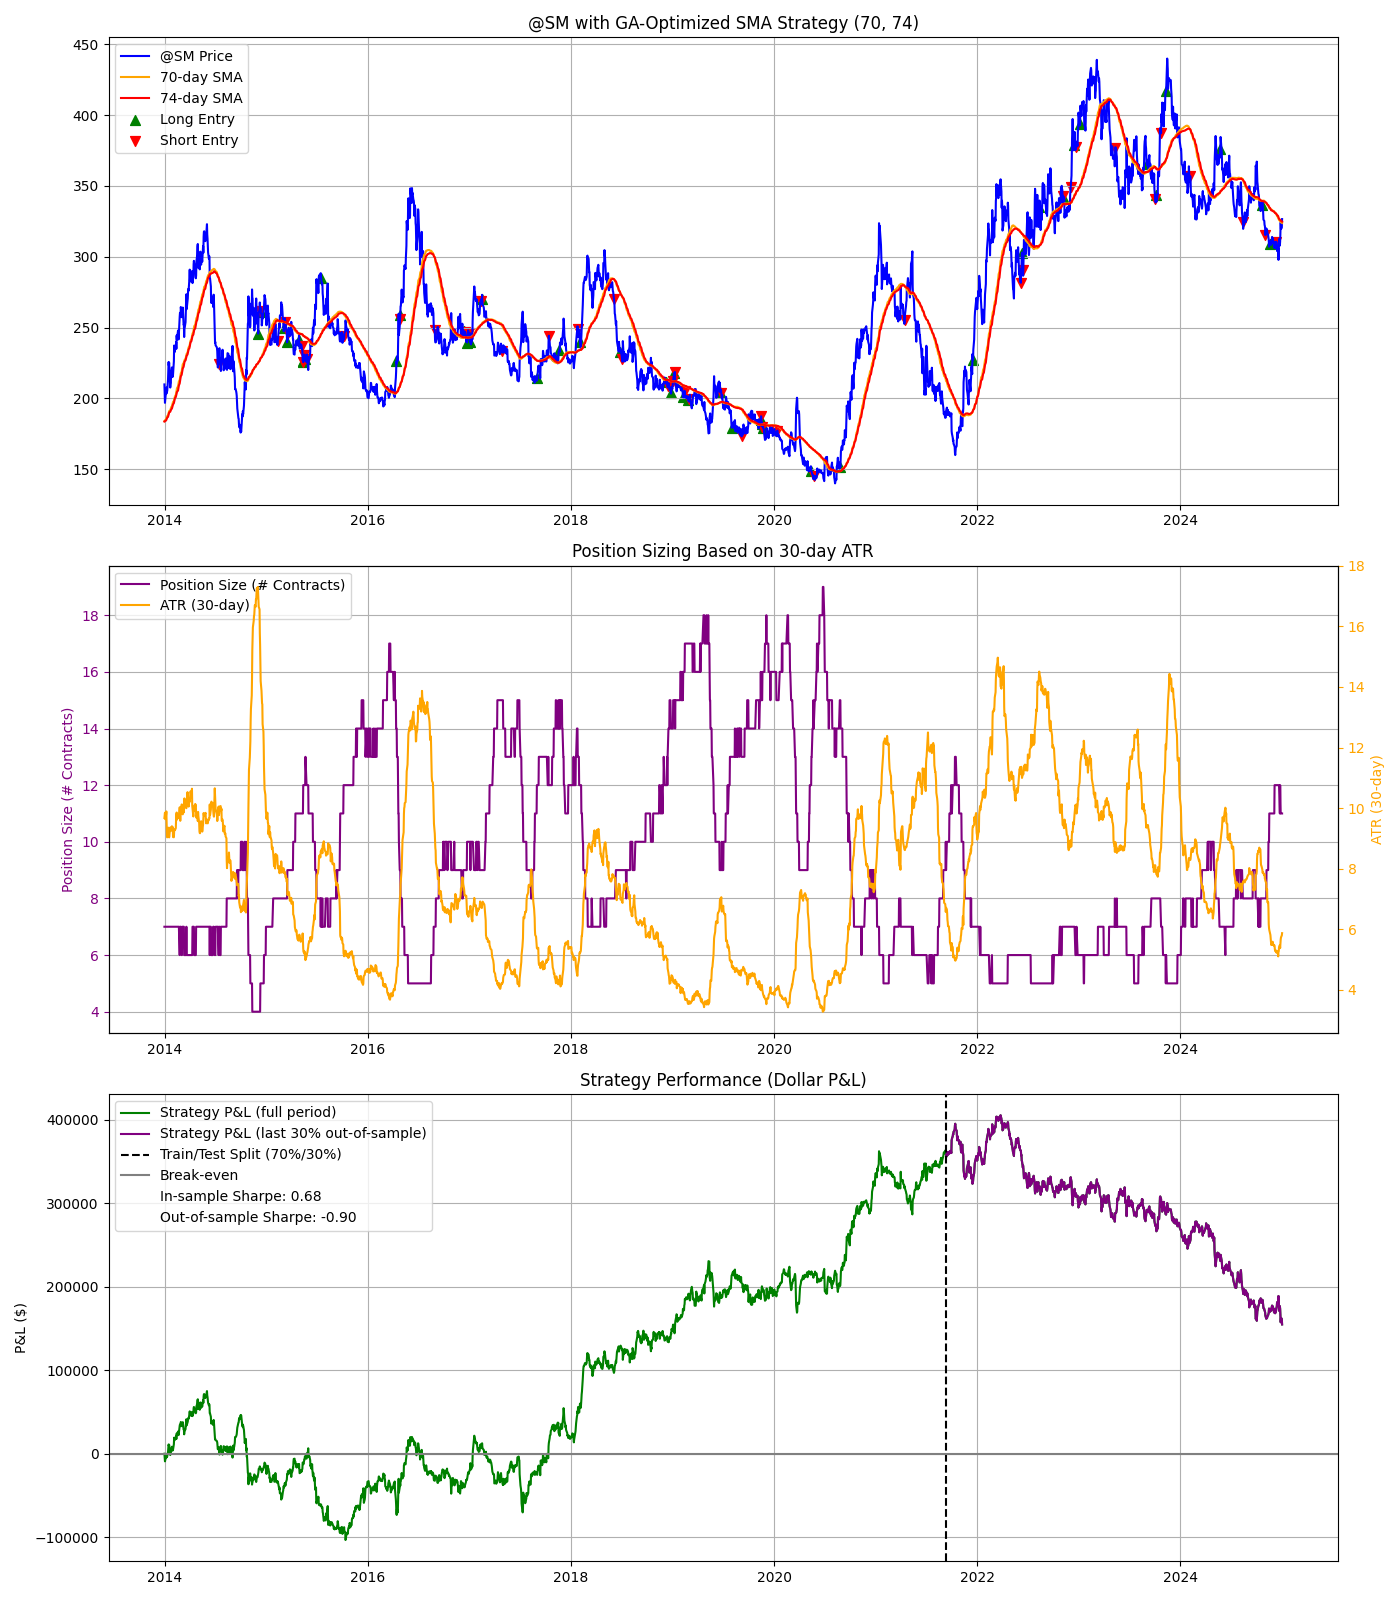 @SM with GA-Optimized SMA Strategy (70, 74)
@SM Price
70-day SMA
74-day SMA
Long Entry
Short Entry
450
400
350
300
250
200
150
2014 2016 2018 2020 2022 2024
Position Sizing Based on 30-day ATR
Position Size (# Contracts)
ATR (30-day)
Position Size (# Contracts)
18
16
14
12
10
8
6
4
18
16
14
12
10
8
6
4
ATR (30-day)
2014 2016 2018 2020 2022 2024
Strategy Performance (Dollar P&L)
Strategy P&L (full period)
Strategy P&L (last 30% out-of-sample)
Train/Test Split (70%/30%)
Break-even
In-sample Sharpe: 0.68
Out-of-sample Sharpe: -0.90
P&L ($)
400000
300000
200000
100000
0
−100000
2014 2016 2018 2020 2022 2024